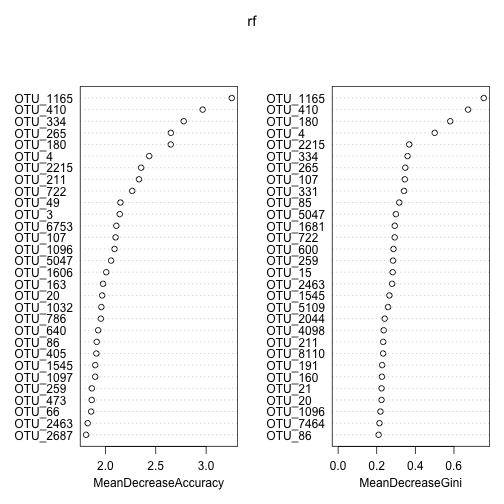 rf
OTU_1165
OTU_410
OTU_334
OTU_265
OTU_180
OTU_4
OTU_2215
OTU_211
OTU_722
OTU_49
OTU_3
OTU_6753
OTU_107
OTU_1096
OTU_5047
OTU_1606
OTU_163
OTU_20
OTU_1032
OTU_786
OTU_640
OTU_86
OTU_405
OTU_1545
OTU_1097
OTU_259
OTU_473
OTU_66
OTU_2463
OTU_2687
2.0 2.5 3.0
MeanDecreaseAccuracy
OTU_1165
OTU_410
OTU_180
OTU_4
OTU_2215
OTU_334
OTU_265
OTU_107
OTU_331
OTU_85
OTU_5047
OTU_1681
OTU_722
OTU_600
OTU_259
OTU_15
OTU_2463
OTU_1545
OTU_5109
OTU_2044
OTU_4098
OTU_211
OTU_8110
OTU_191
OTU_160
OTU_21
OTU_20
OTU_1096
OTU_7464
OTU_86
0.0 0.2 0.4 0.6
MeanDecreaseGini